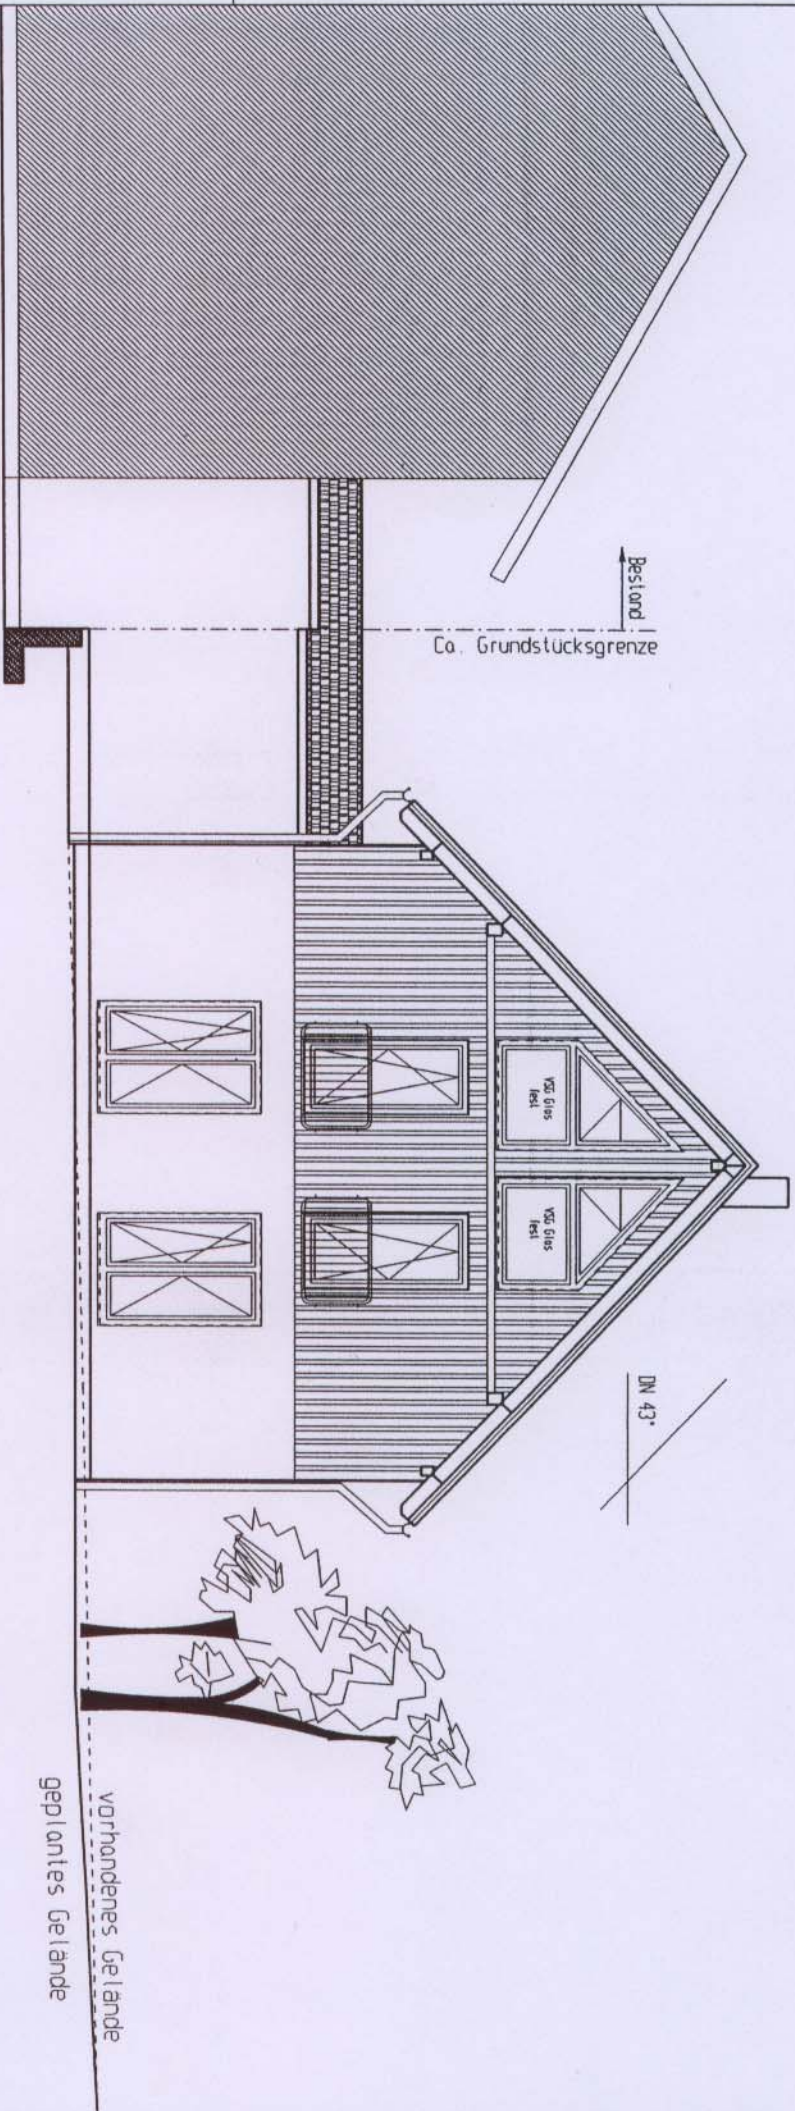 Bestand
Ca. Grundstücksgrenze
VSG Glas
fest
VSG Glas
fest
DN 43°
vorhandenes Gelände
geplantes Gelände